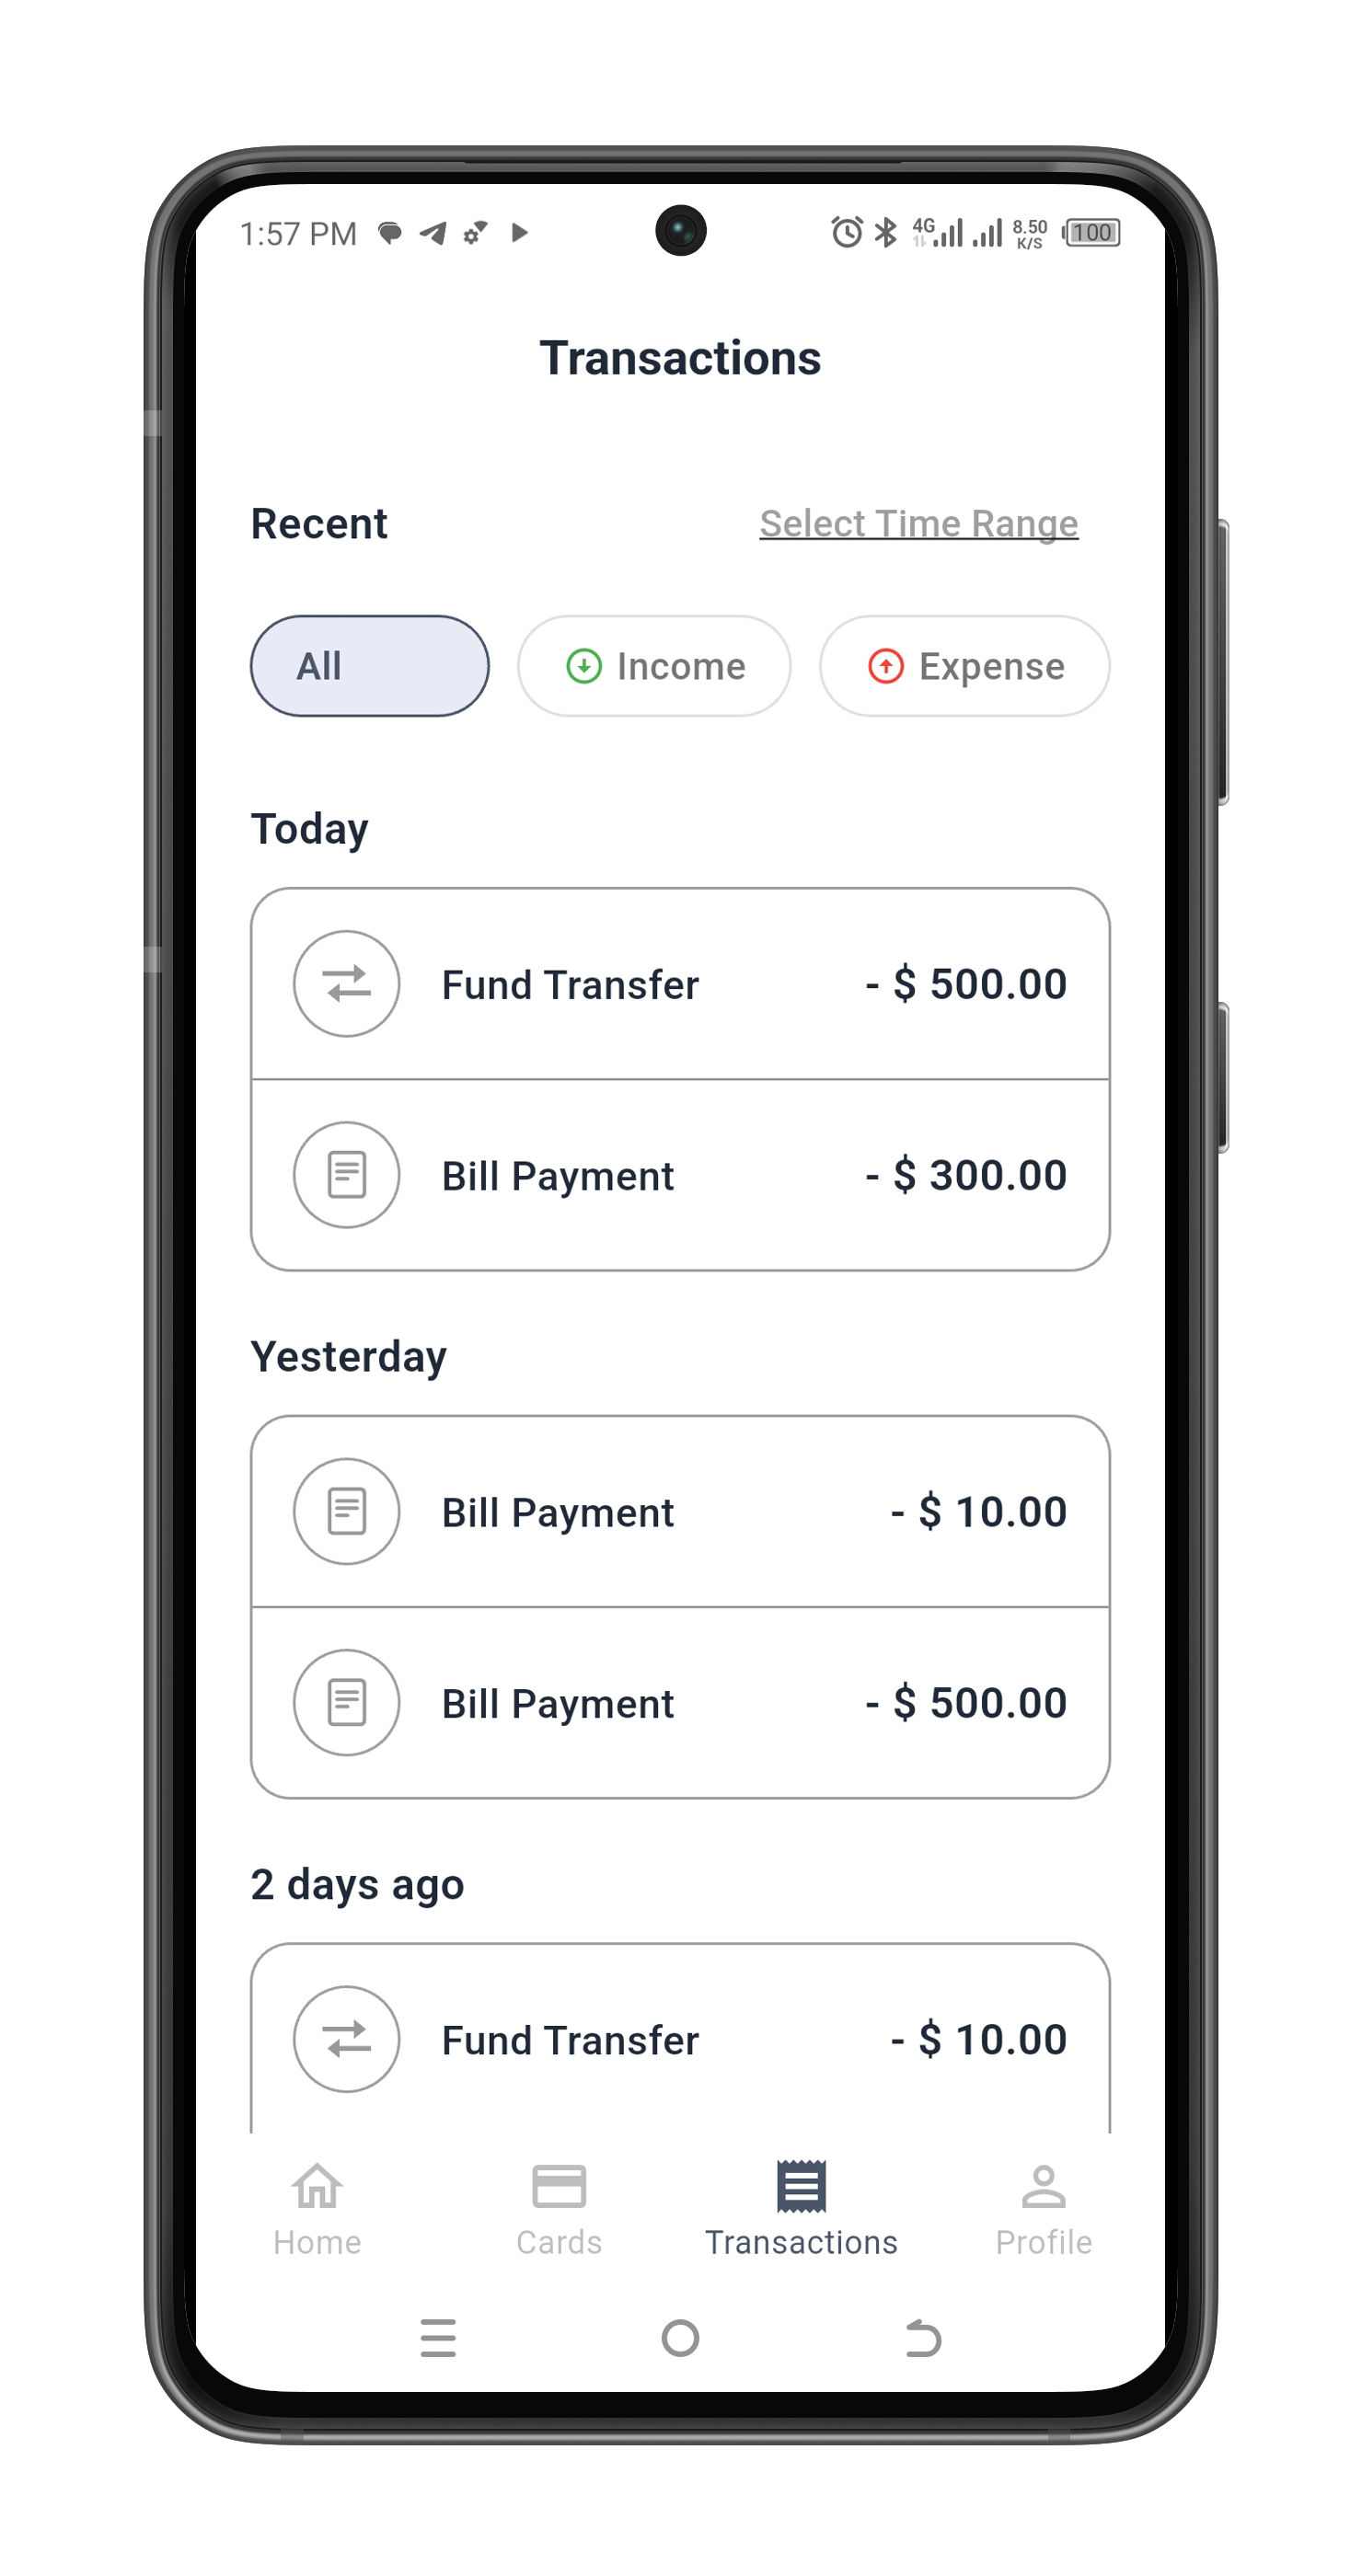 1:57 PM 4G 8.50 K/S 100
Transactions
Recent Select Time Range
All Income Expense
Today
Fund Transfer - $ 500.00
Bill Payment - $ 300.00
Yesterday
Bill Payment - $ 10.00
Bill Payment - $ 500.00
2 days ago
Fund Transfer - $ 10.00
Home Cards Transactions Profile